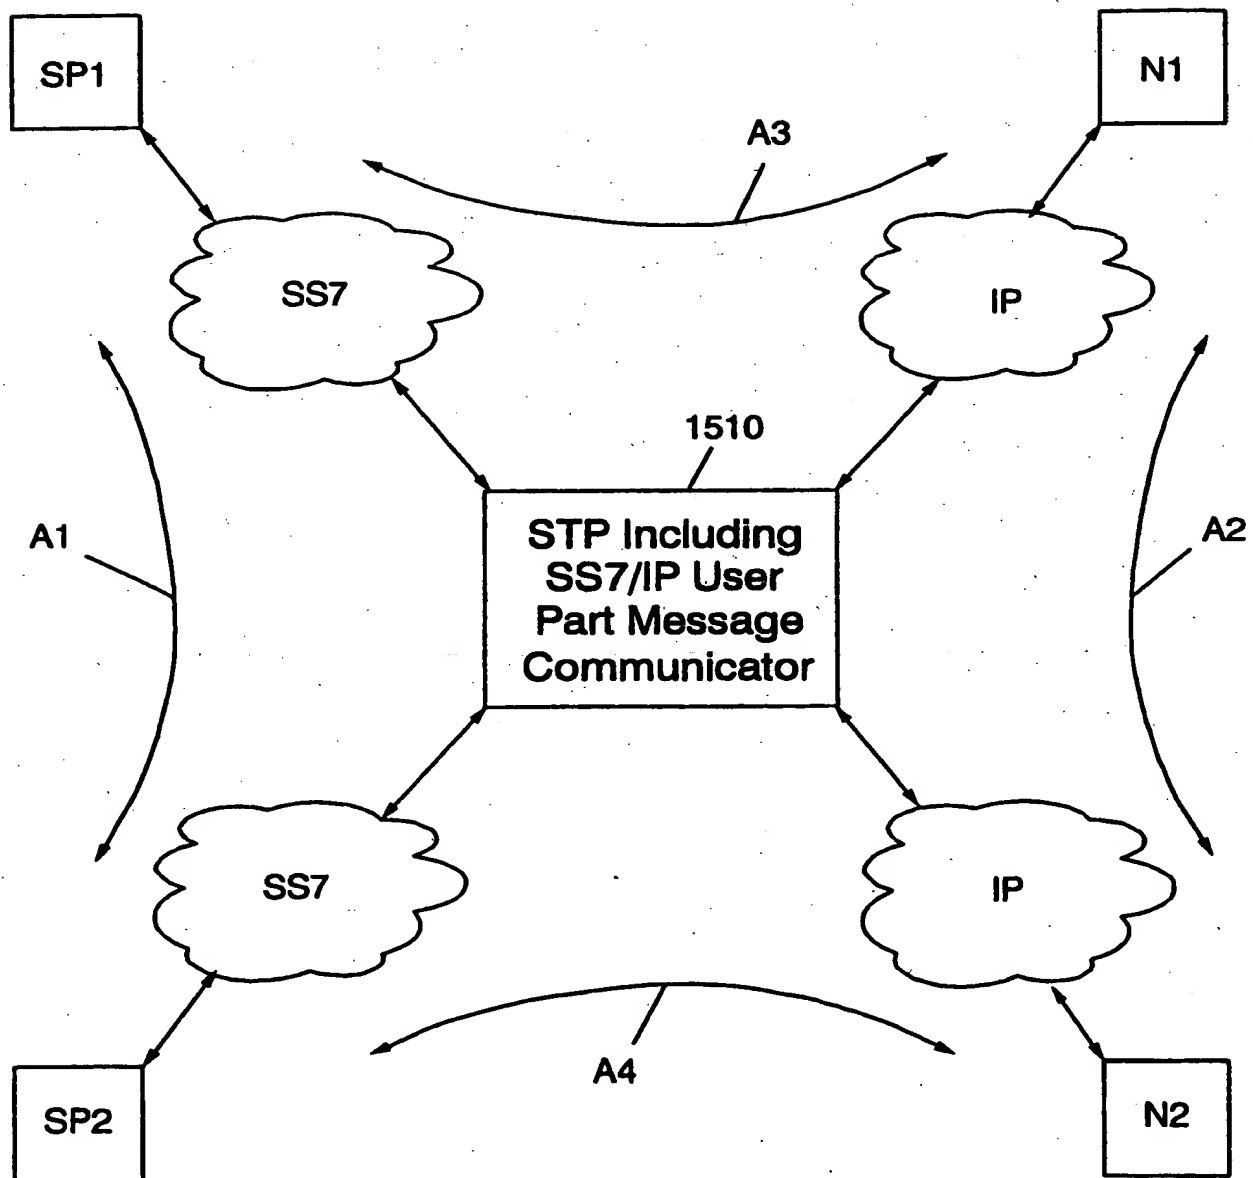 SP1
N1
A3
SS7
IP
1510
A1
STP Including
SS7/IP User
Part Message
Communicator
A2
SS7
IP
A4
SP2
N2